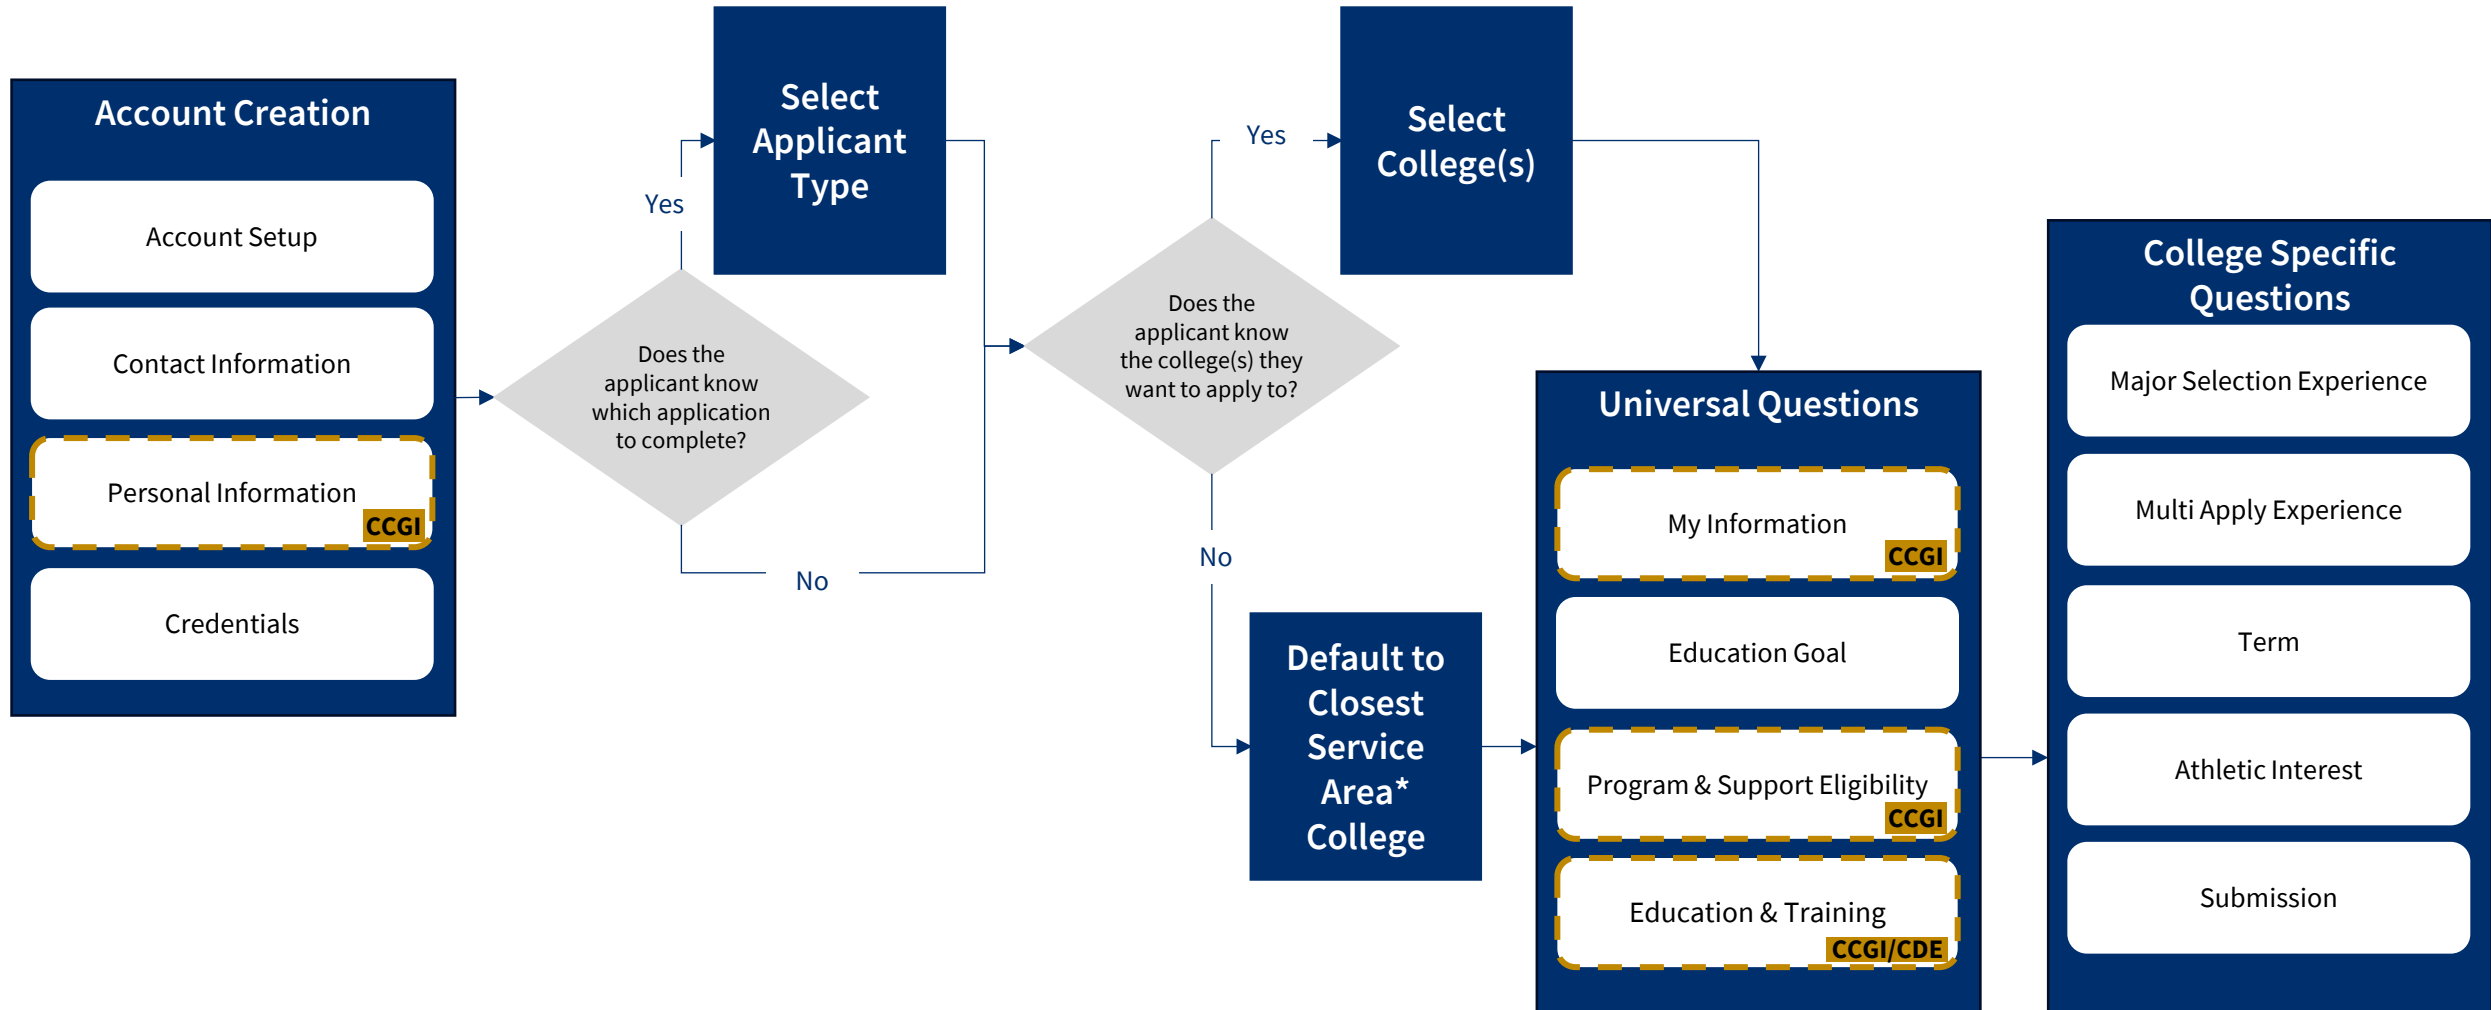 Account Creation
Account Setup
Contact Information
Personal Information
CCGI
Credentials
Does the
applicant know
which application
to complete?
Yes
No
Select
Applicant
Type
Does the
applicant know
the college(s) they
want to apply to?
Yes
No
Select
College(s)
Default to
Closest
Service
Area*
College
Universal Questions
My Information
CCGI
Education Goal
Program & Support Eligibility
CCGI
Education & Training
CCGI/CDE
College Specific
Questions
Major Selection Experience
Multi Apply Experience
Term
Athletic Interest
Submission